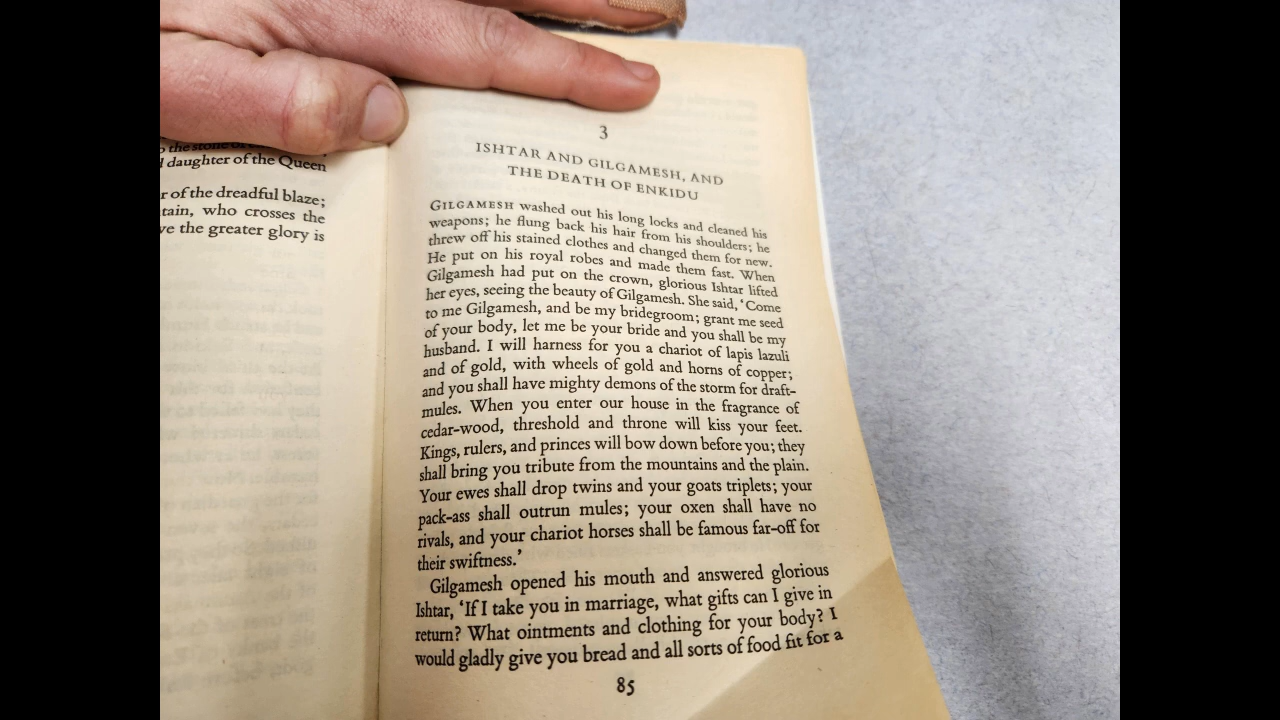 the stone of
daughter of the Queen
r of the dreadful blaze;
tain, who crosses the
ve the greater glory is
3
ISHTAR AND GILGAMESH, AND
THE DEATH OF ENKIDU
GILGAMESH washed out his long locks and cleaned his
weapons; he flung back his hair from his shoulders; he
threw off his stained clothes and changed them for new.
He put on his royal robes and made them fast. When
Gilgamesh had put on the crown, glorious Ishtar lifted
her eyes, seeing the beauty of Gilgamesh. She said, ‘Come
to me Gilgamesh, and be my bridegroom; grant me seed
of your body, let me be your bride and you shall be my
husband. I will harness for you a chariot of lapis lazuli
and of gold, with wheels of gold and horns of copper;
and you shall have mighty demons of the storm for draft-
mules. When you enter our house in the fragrance of
cedar-wood, threshold and throne will kiss your feet.
Kings, rulers, and princes will bow down before you; they
shall bring you tribute from the mountains and the plain.
Your ewes shall drop twins and your goats triplets; your
pack-ass shall outrun mules; your oxen shall have no
rivals, and your chariot horses shall be famous far-off for
their swiftness.’
Gilgamesh opened his mouth and answered glorious
Ishtar, ‘If I take you in marriage, what gifts can I give in
return? What ointments and clothing for your body? I
would gladly give you bread and all sorts of food fit for a
85